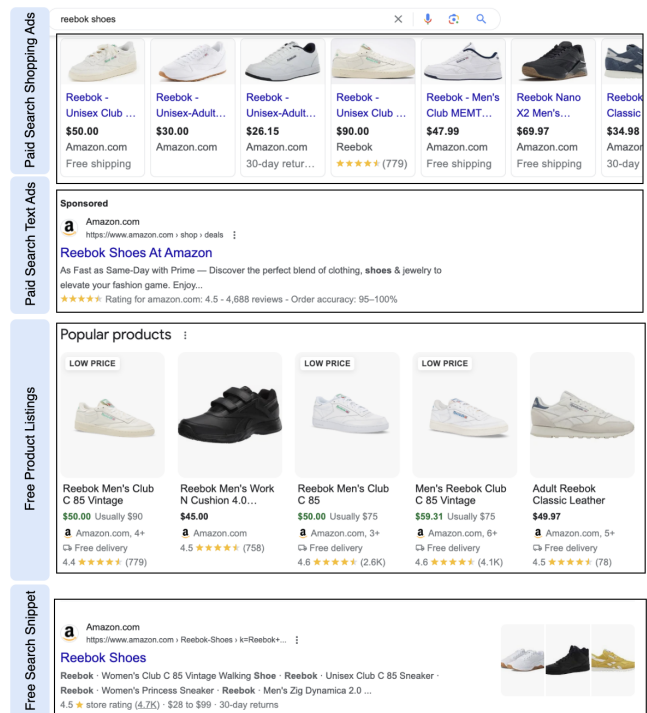 Paid Search Shopping Ads
reebok shoes
Reebok -
Unisex Club ...
$50.00
Amazon.com
Free shipping
Reebok -
Unisex-Adult...
$30.00
Amazon.com
Reebok -
Unisex-Adult...
$26.15
Amazon.com
30-day retur...
Reebok -
Unisex Club ...
$90.00
Reebok
(779)
Reebok - Men's
Club MEMT...
$47.99
Amazon.com
Free shipping
Reebok Nano
X2 Men's...
$69.97
Amazon.com
Free shipping
Reebok
Classic
$34.98
Amazor
30-day
Paid Search Text Ads
Sponsored
Amazon.com
https://www.amazon.com › shop › deals
Reebok Shoes At Amazon
As Fast as Same-Day with Prime — Discover the perfect blend of clothing, shoes & jewelry to
elevate your fashion game. Enjoy...
Rating for amazon.com: 4.5 - 4,688 reviews - Order accuracy: 95–100%
Free Product Listings
Popular products
LOW PRICE
Reebok Men's Club
C 85 Vintage
$50.00 Usually $90
Amazon.com, 4+
Free delivery
4.4 (779)
Reebok Men's Work
N Cushion 4.0...
$45.00
Amazon.com
4.5 (758)
LOW PRICE
Reebok Men's Club
C 85
$50.00 Usually $75
Amazon.com, 3+
Free delivery
4.6 (2.6K)
LOW PRICE
Men's Reebok Club
C 85 Vintage
$59.31 Usually $75
Amazon.com, 6+
Free delivery
4.6 (4.1K)
Adult Reebok
Classic Leather
$49.97
Amazon.com, 5+
Free delivery
4.5 (78)
Free Search Snippet
Amazon.com
https://www.amazon.com › Reebok-Shoes › k=Reebok+...
Reebok Shoes
Reebok · Women's Club C 85 Vintage Walking Shoe · Reebok · Unisex Club C 85 Sneaker ·
Reebok · Women's Princess Sneaker · Reebok · Men's Zig Dynamica 2.0 ...
4.5 ★ store rating (4.7K) · $28 to $99 · 30-day returns